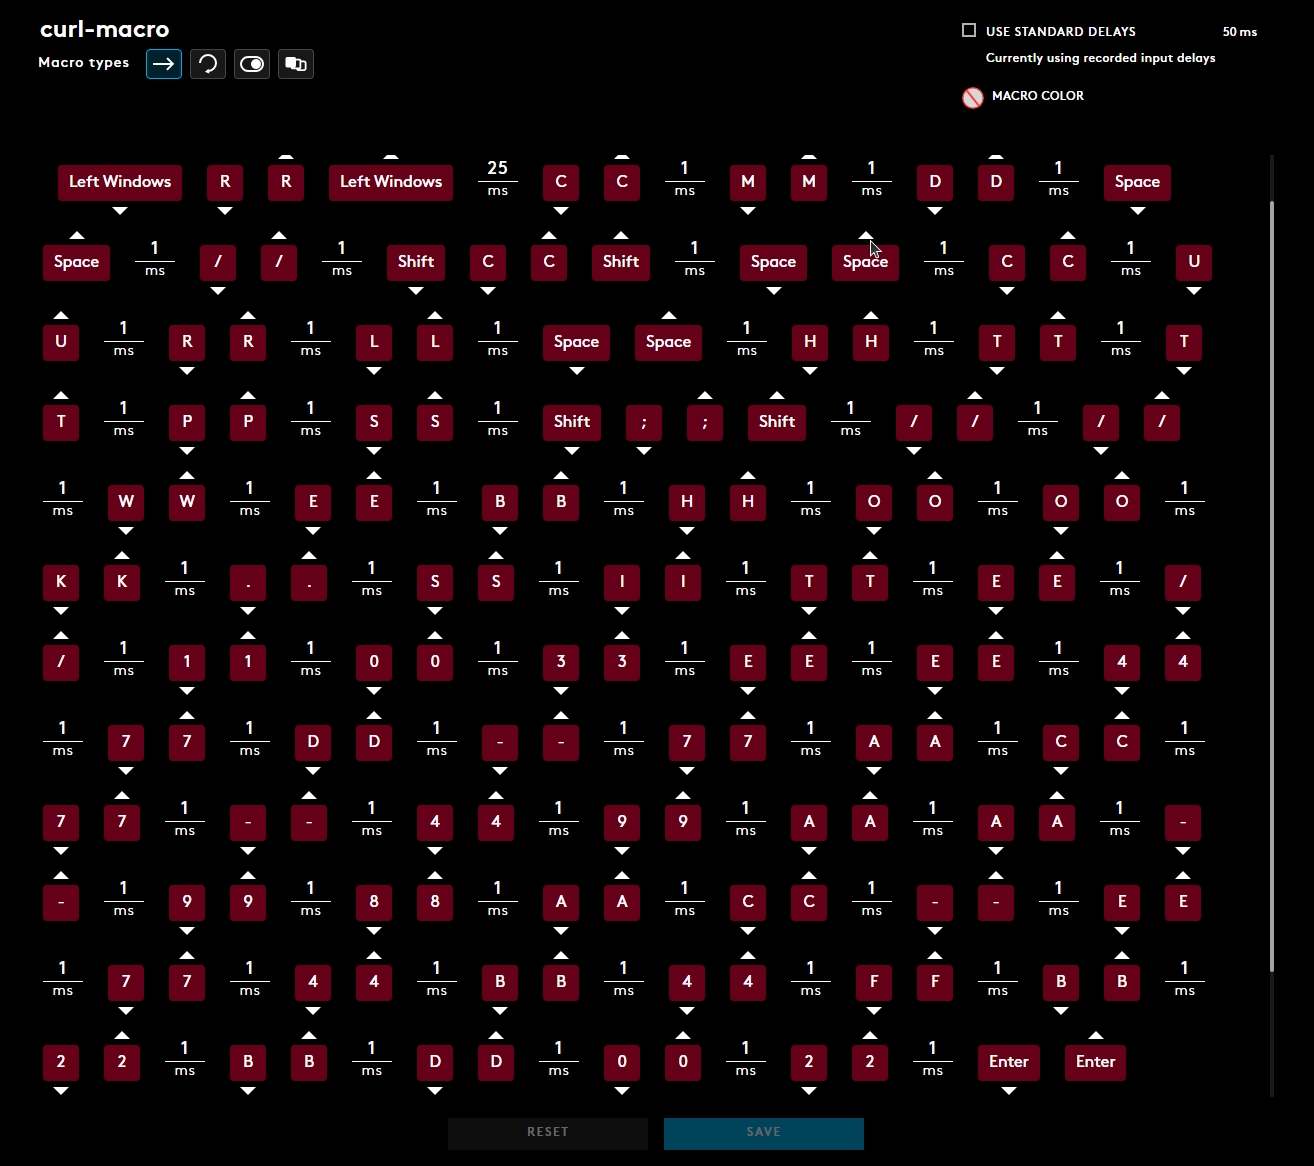 curl-macro
USE STANDARD DELAYS 50 ms
Macro types
Currently using recorded input delays
MACRO COLOR
Left Windows R R Left Windows 25 ms C C 1 ms M M 1 ms D D 1 ms Space
Space 1 ms / / 1 ms Shift C C Shift 1 ms Space Space 1 ms C C 1 ms U
U 1 ms R R 1 ms L L 1 ms Space Space 1 ms H H 1 ms T T 1 ms T
T 1 ms P P 1 ms S S 1 ms Shift ; ; Shift 1 ms / / 1 ms / /
1 ms W W 1 ms E E 1 ms B B 1 ms H H 1 ms O O 1 ms O O 1 ms
K K 1 ms . . 1 ms S S 1 ms I I 1 ms T T 1 ms E E 1 ms /
/ 1 ms 1 1 1 ms 0 0 1 ms 3 3 1 ms E E 1 ms E E 1 ms 4 4
1 ms 7 7 1 ms D D 1 ms - - 1 ms 7 7 1 ms A A 1 ms C C 1 ms
7 7 1 ms - - 1 ms 4 4 1 ms 9 9 1 ms A A 1 ms A A 1 ms -
- 1 ms 9 9 1 ms 8 8 1 ms A A 1 ms C C 1 ms - - 1 ms E E
1 ms 7 7 1 ms 4 4 1 ms B B 1 ms 4 4 1 ms F F 1 ms B B 1 ms
2 2 1 ms B B 1 ms D D 1 ms 0 0 1 ms 2 2 1 ms Enter Enter
RESET SAVE